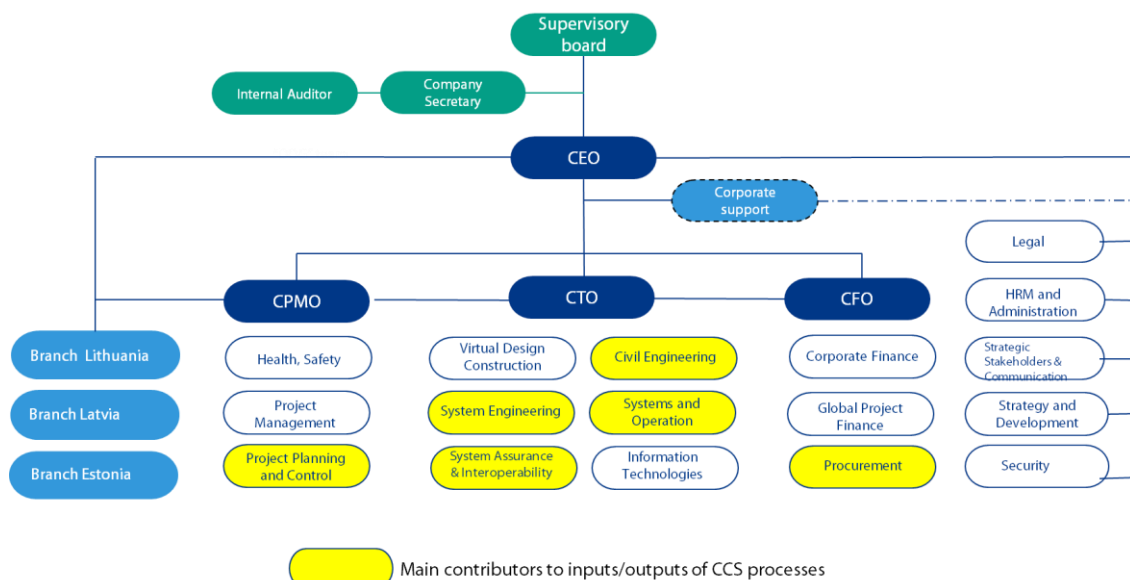 Supervisory
board
Internal Auditor
Company
Secretary
CEO
Corporate
support
Legal
CPMO
CTO
CFO
HRM and
Administration
Branch Lithuania
Health, Safety
Virtual Design
Construction
Civil Engineering
Corporate Finance
Strategic
Stakeholders &
Communication
Branch Latvia
Project
Management
System Engineering
Systems and
Operation
Global Project
Finance
Strategy and
Development
Branch Estonia
Project Planning
and Control
System Assurance
& Interoperability
Information
Technologies
Procurement
Security
Main contributors to inputs/outputs of CCS processes